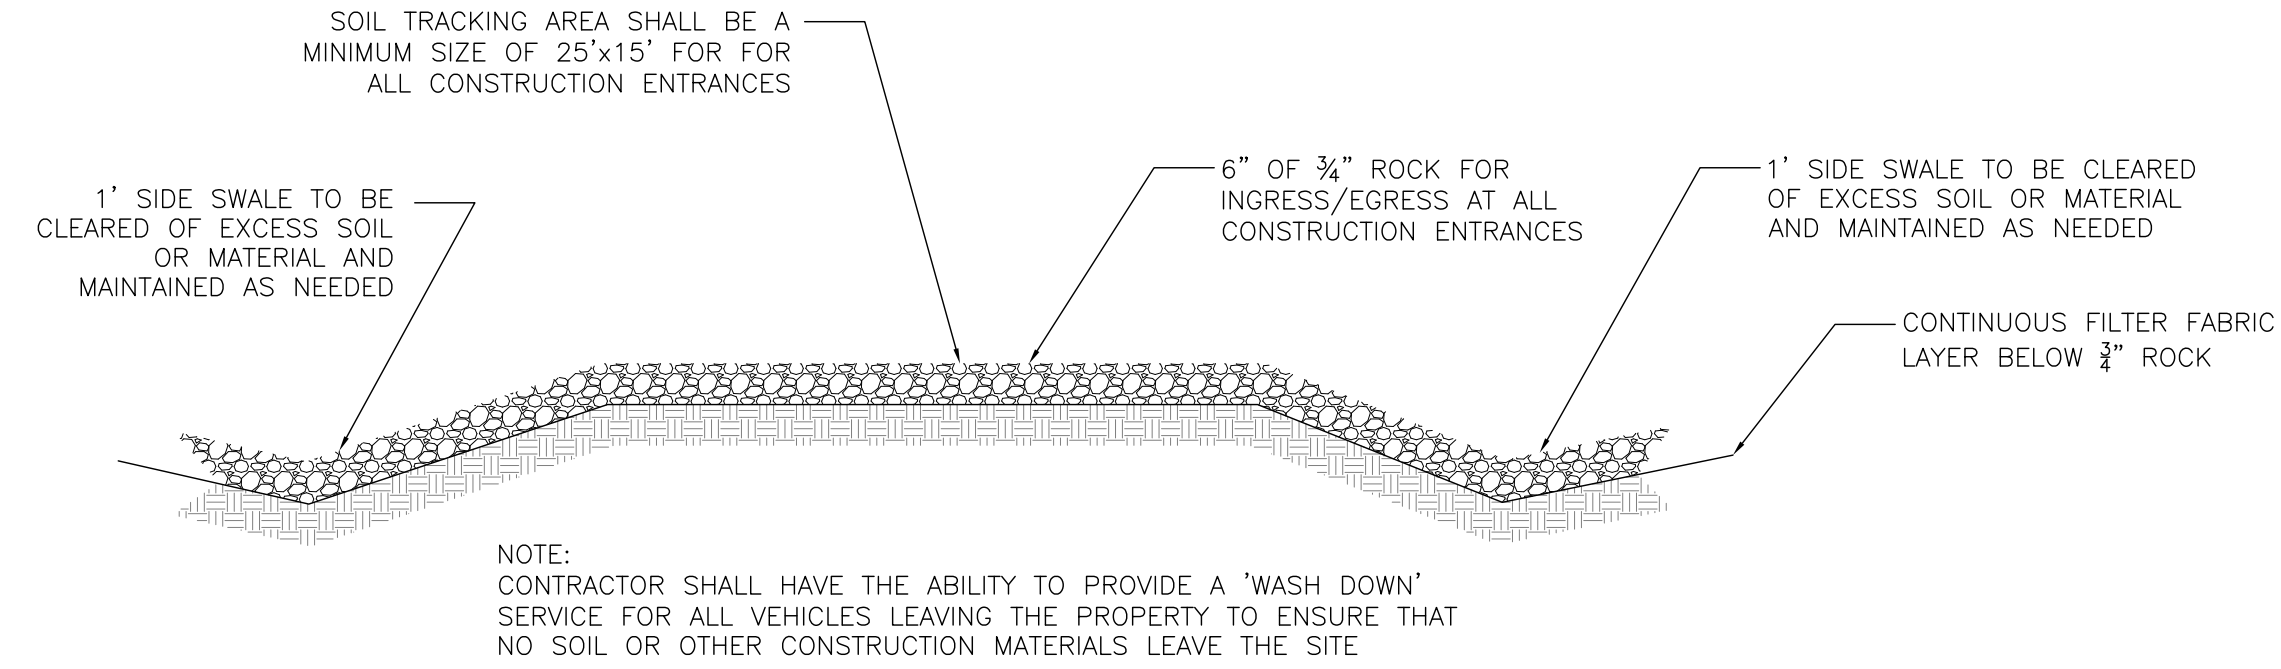 SOIL TRACKING AREA SHALL BE A
MINIMUM SIZE OF 25'x15' FOR FOR
ALL CONSTRUCTION ENTRANCES
1' SIDE SWALE TO BE
CLEARED OF EXCESS SOIL
OR MATERIAL AND
MAINTAINED AS NEEDED
6" OF ¾" ROCK FOR
INGRESS/EGRESS AT ALL
CONSTRUCTION ENTRANCES
1' SIDE SWALE TO BE CLEARED
OF EXCESS SOIL OR MATERIAL
AND MAINTAINED AS NEEDED
CONTINUOUS FILTER FABRIC
LAYER BELOW ¾" ROCK
NOTE:
CONTRACTOR SHALL HAVE THE ABILITY TO PROVIDE A 'WASH DOWN'
SERVICE FOR ALL VEHICLES LEAVING THE PROPERTY TO ENSURE THAT
NO SOIL OR OTHER CONSTRUCTION MATERIALS LEAVE THE SITE